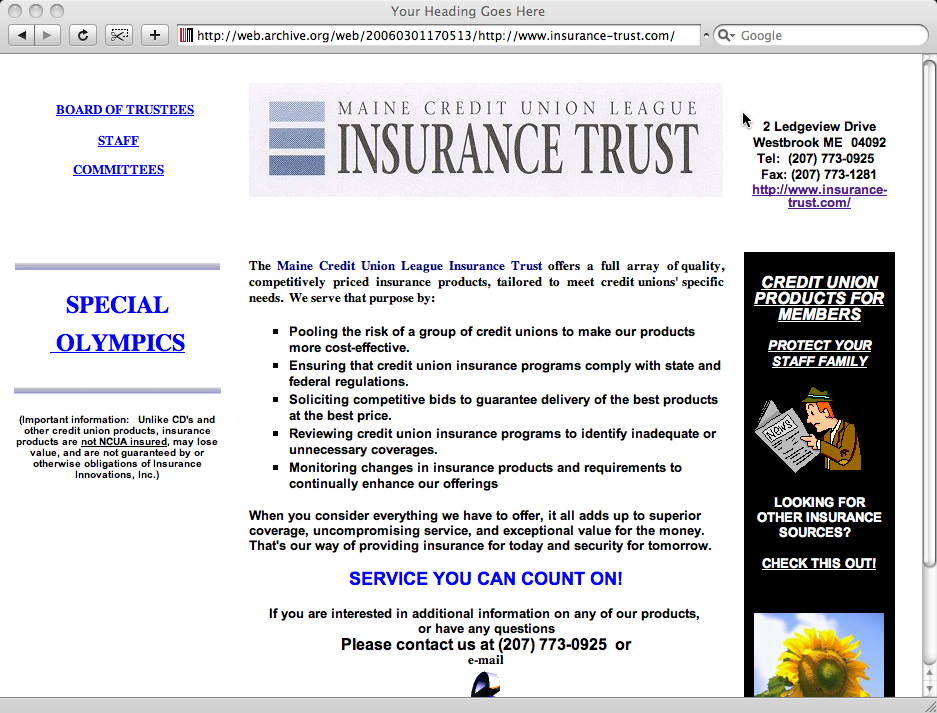 Your Heading Goes Here
http://web.archive.org/web/20060301170513/http://www.insurance-trust.com/
Google
BOARD OF TRUSTEES
STAFF
COMMITTEES
MAINE CREDIT UNION LEAGUE
INSURANCE TRUST
2 Ledgeview Drive
Westbrook ME 04092
Tel: (207) 773-0925
Fax: (207) 773-1281
http://www.insurance-
trust.com/
SPECIAL
OLYMPICS
(Important information: Unlike CD's and
other credit union products, insurance
products are not NCUA insured, may lose
value, and are not guaranteed by or
otherwise obligations of Insurance
Innovations, Inc.)
The Maine Credit Union League Insurance Trust offers a full array of quality,
competitively priced insurance products, tailored to meet credit unions' specific
needs. We serve that purpose by:
Pooling the risk of a group of credit unions to make our products
more cost-effective.
Ensuring that credit union insurance programs comply with state and
federal regulations.
Soliciting competitive bids to guarantee delivery of the best products
at the best price.
Reviewing credit union insurance programs to identify inadequate or
unnecessary coverages.
Monitoring changes in insurance products and requirements to
continually enhance our offerings
When you consider everything we have to offer, it all adds up to superior
coverage, uncompromising service, and exceptional value for the money.
That's our way of providing insurance for today and security for tomorrow.
SERVICE YOU CAN COUNT ON!
If you are interested in additional information on any of our products,
or have any questions
Please contact us at (207) 773-0925 or
e-mail
CREDIT UNION
PRODUCTS FOR
MEMBERS
PROTECT YOUR
STAFF FAMILY
NEWS
LOOKING FOR
OTHER INSURANCE
SOURCES?
CHECK THIS OUT!